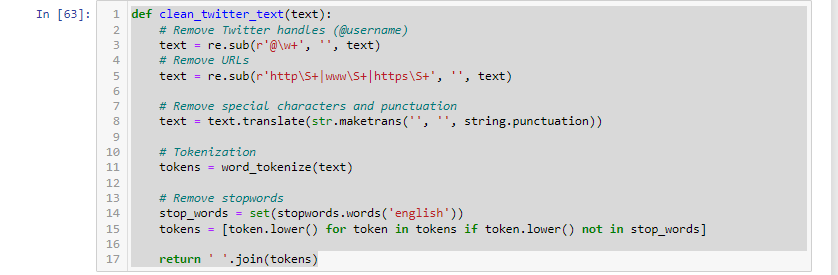 In [63]:
1 def clean_twitter_text(text):
2     # Remove Twitter handles (@username)
3     text = re.sub(r'@\w+', '', text)
4     # Remove URLs
5     text = re.sub(r'http\S+|www\S+|https\S+', '', text)
6
7     # Remove special characters and punctuation
8     text = text.translate(str.maketrans('', '', string.punctuation))
9
10     # Tokenization
11     tokens = word_tokenize(text)
12
13     # Remove stopwords
14     stop_words = set(stopwords.words('english'))
15     tokens = [token.lower() for token in tokens if token.lower() not in stop_words]
16
17     return ' '.join(tokens)